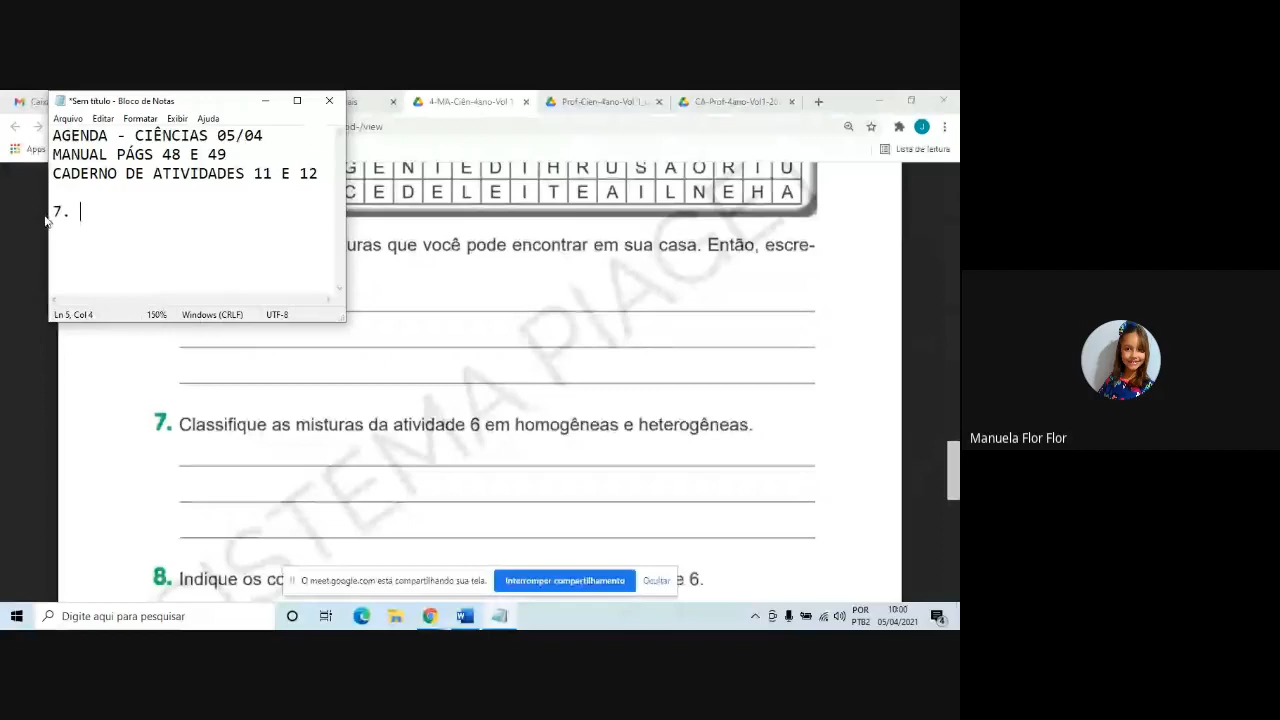 *Sem título - Bloco de Notas
Arquivo Editar Formatar Exibir Ajuda
AGENDA - CIÊNCIAS 05/04
MANUAL PÁGS 48 E 49
CADERNO DE ATIVIDADES 11 E 12
7.
Ln 5, Col 4 150% Windows (CRLF) UTF-8
4-MA-Ciên-4ano-Vol 1
Prof-Cien-4ano-Vol 1
CA-Prof-4ano-Vol1-20
/view
Apps
Lista de leitura
G E N T E D I H R U S A O R T U
C E D E L E I T E A I L N E H A
uras que você pode encontrar em sua casa. Então, escre-
7. Classifique as misturas da atividade 6 em homogêneas e heterogêneas.
8. Indique os co
e 6.
SISTEMA PIAGET
O meet.google.com está compartilhando sua tela. Interromper compartilhamento Ocultar
Digite aqui para pesquisar
POR
PTB2
10:00
05/04/2021
4
Manuela Flor Flor